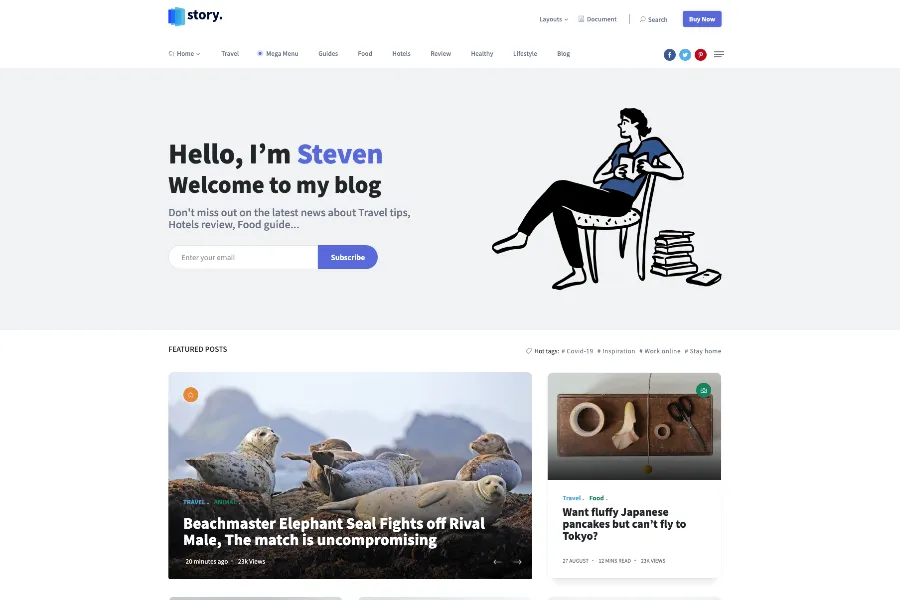 story.
Layouts
Document
Search
Buy Now
Home
Travel
Mega Menu
Guides
Food
Hotels
Review
Healthy
Lifestyle
Blog
Hello, I'm Steven
Welcome to my blog
Don't miss out on the latest news about Travel tips,
Hotels review, Food guide...
Enter your email
Subscribe
FEATURED POSTS
Hot tags: # Covid-19 # Inspiration # Work online # Stay home
TRAVEL . ANIMAL .
Beachmaster Elephant Seal Fights off Rival
Male, The match is uncompromising
20 minutes ago · 23k Views
Travel . Food .
Want fluffy Japanese
pancakes but can't fly to
Tokyo?
27 AUGUST · 12 MINS READ · 23K VIEWS